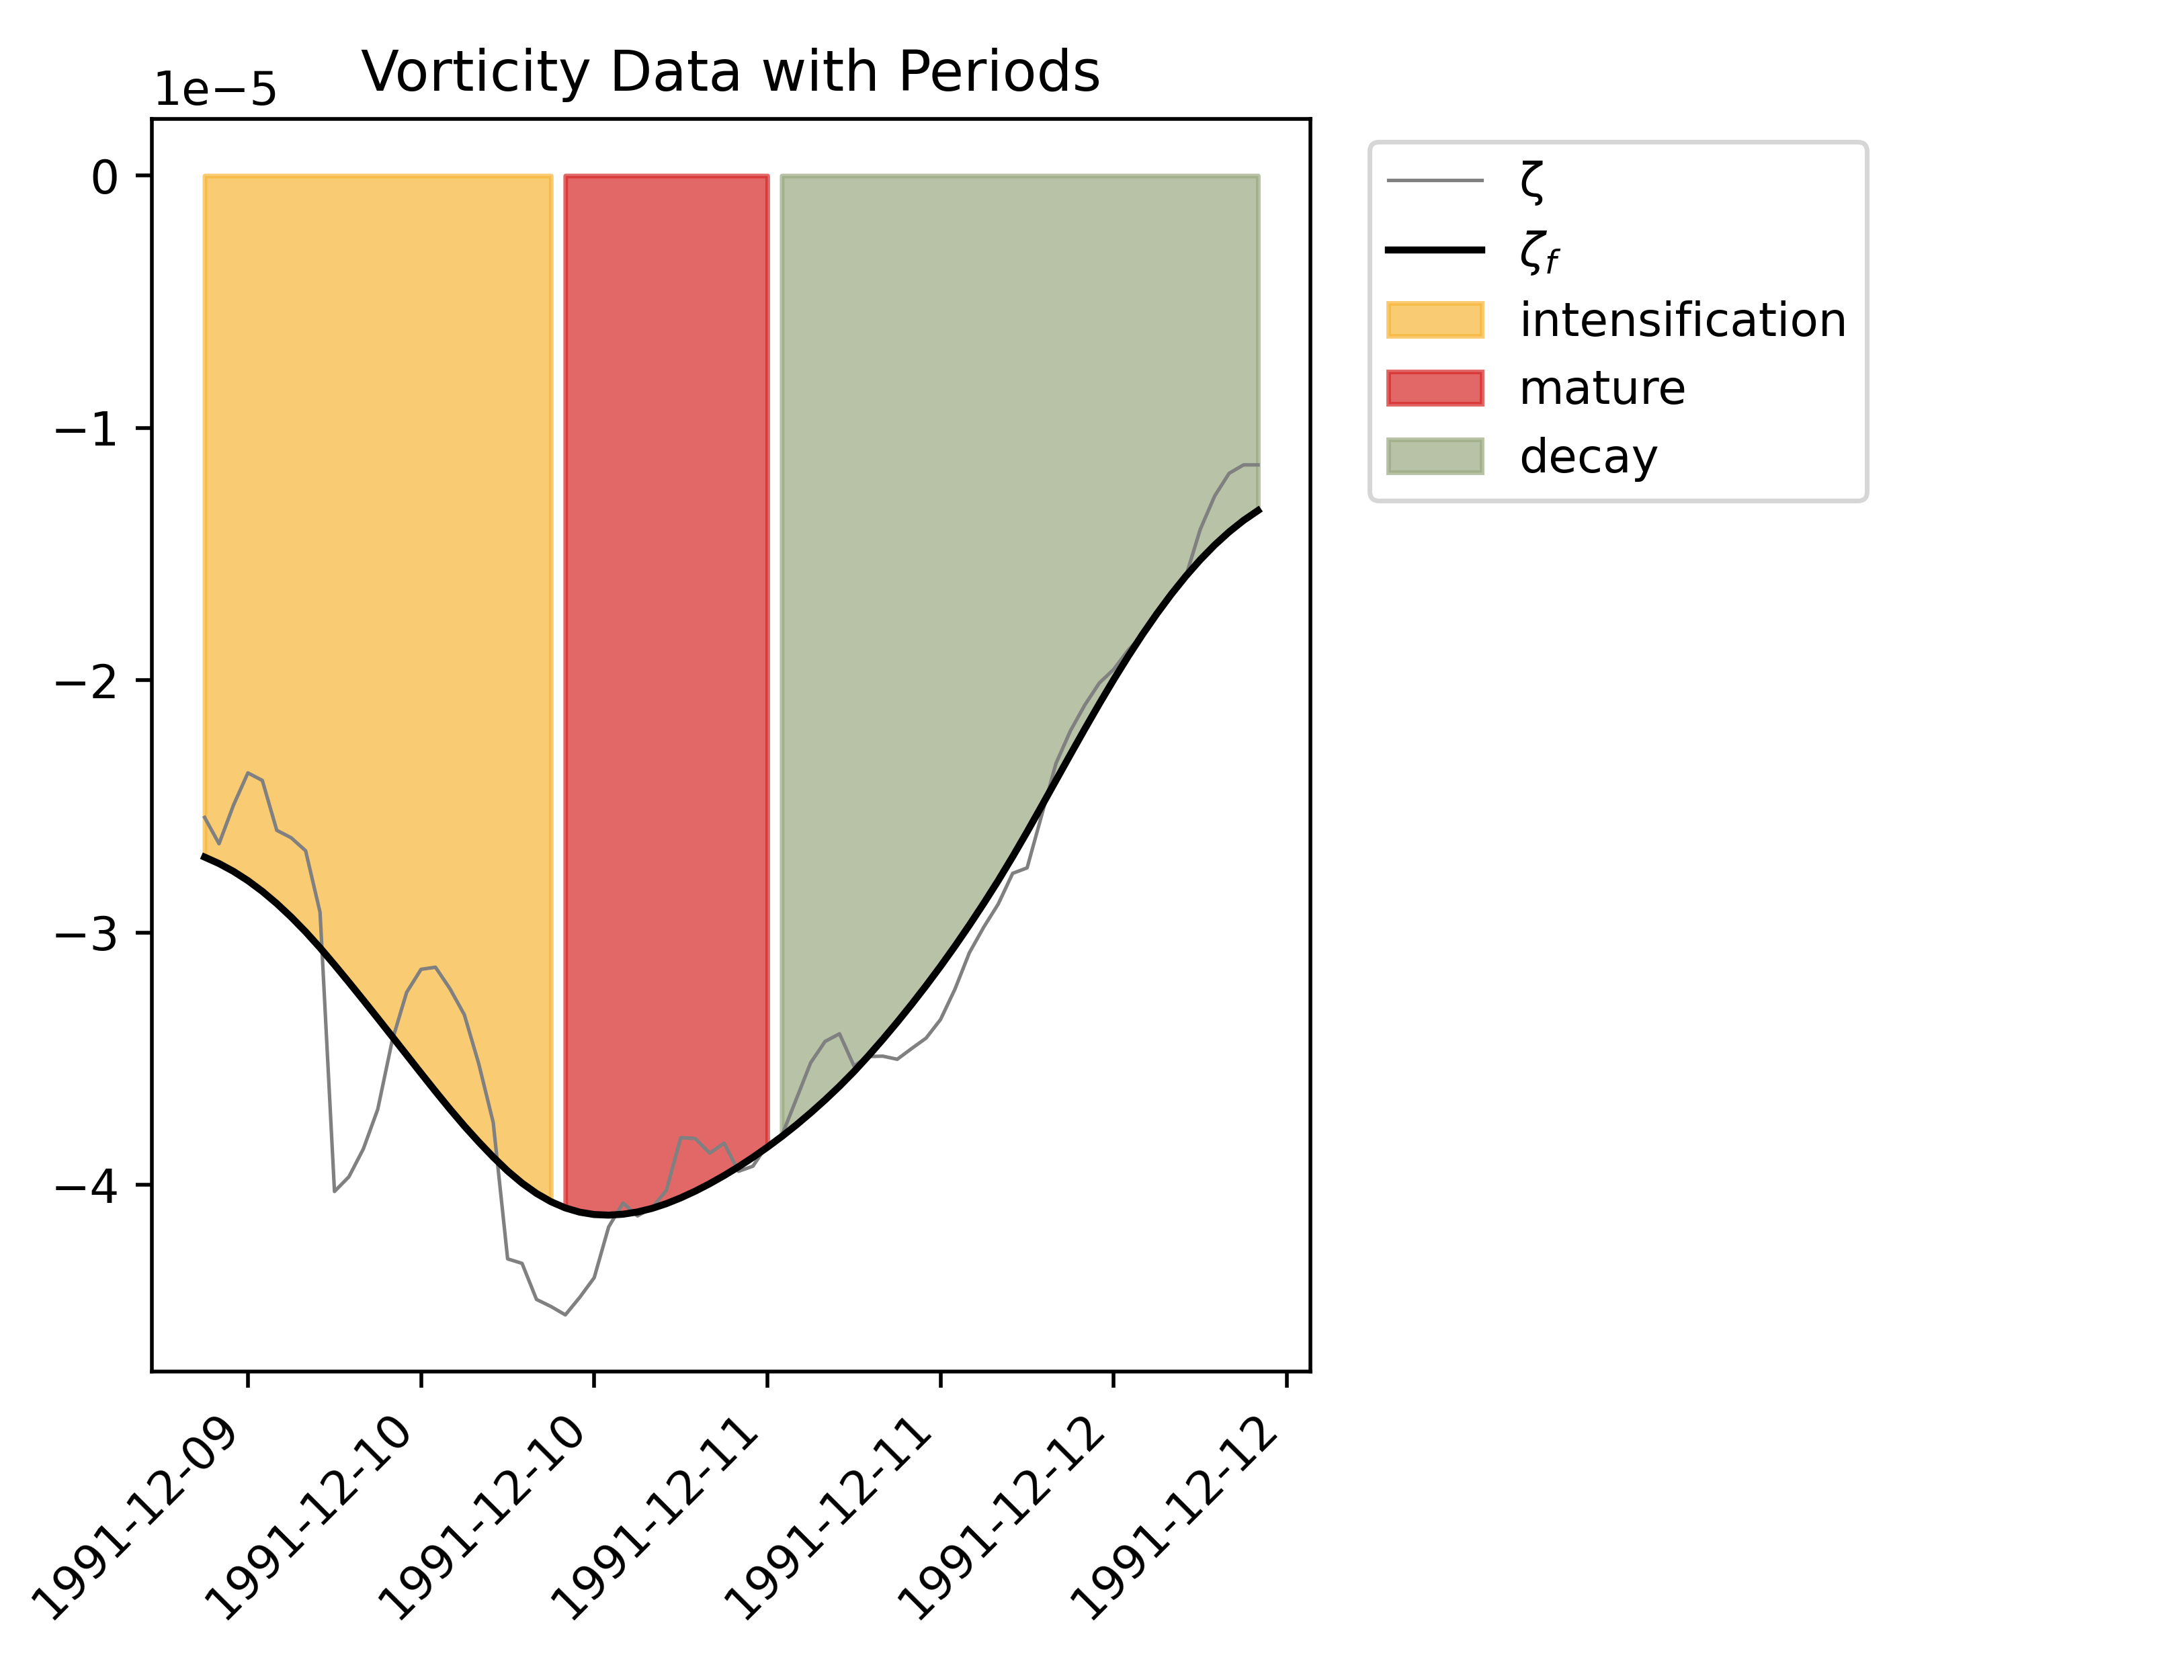 Vorticity Data with Periods
1e−5
0
−1
−2
−3
−4
1991-12-09
1991-12-10
1991-12-10
1991-12-11
1991-12-11
1991-12-12
1991-12-12
ζ
ζf
intensification
mature
decay